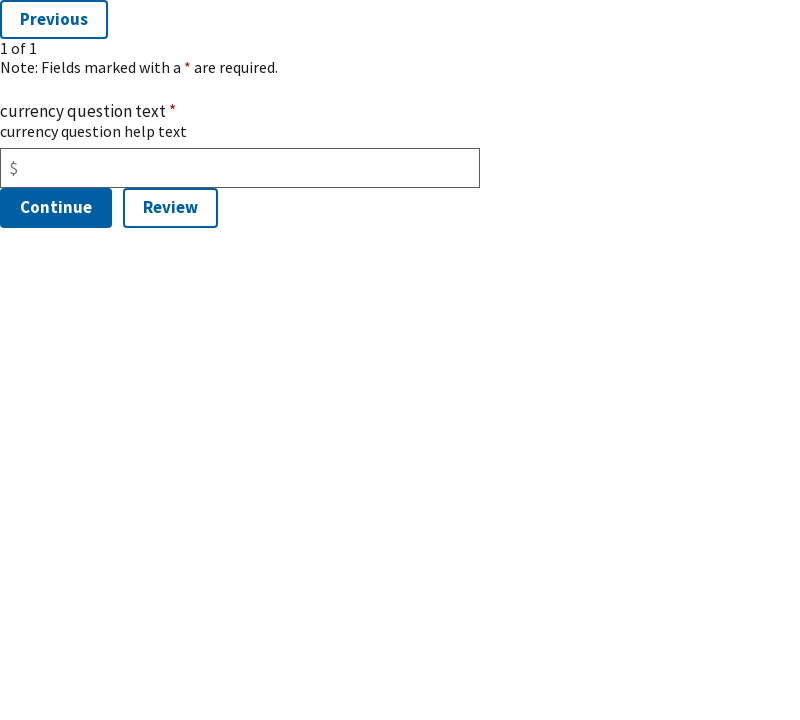 Previous
1 of 1
Note: Fields marked with a * are required.
currency question text *
currency question help text
$
Continue Review